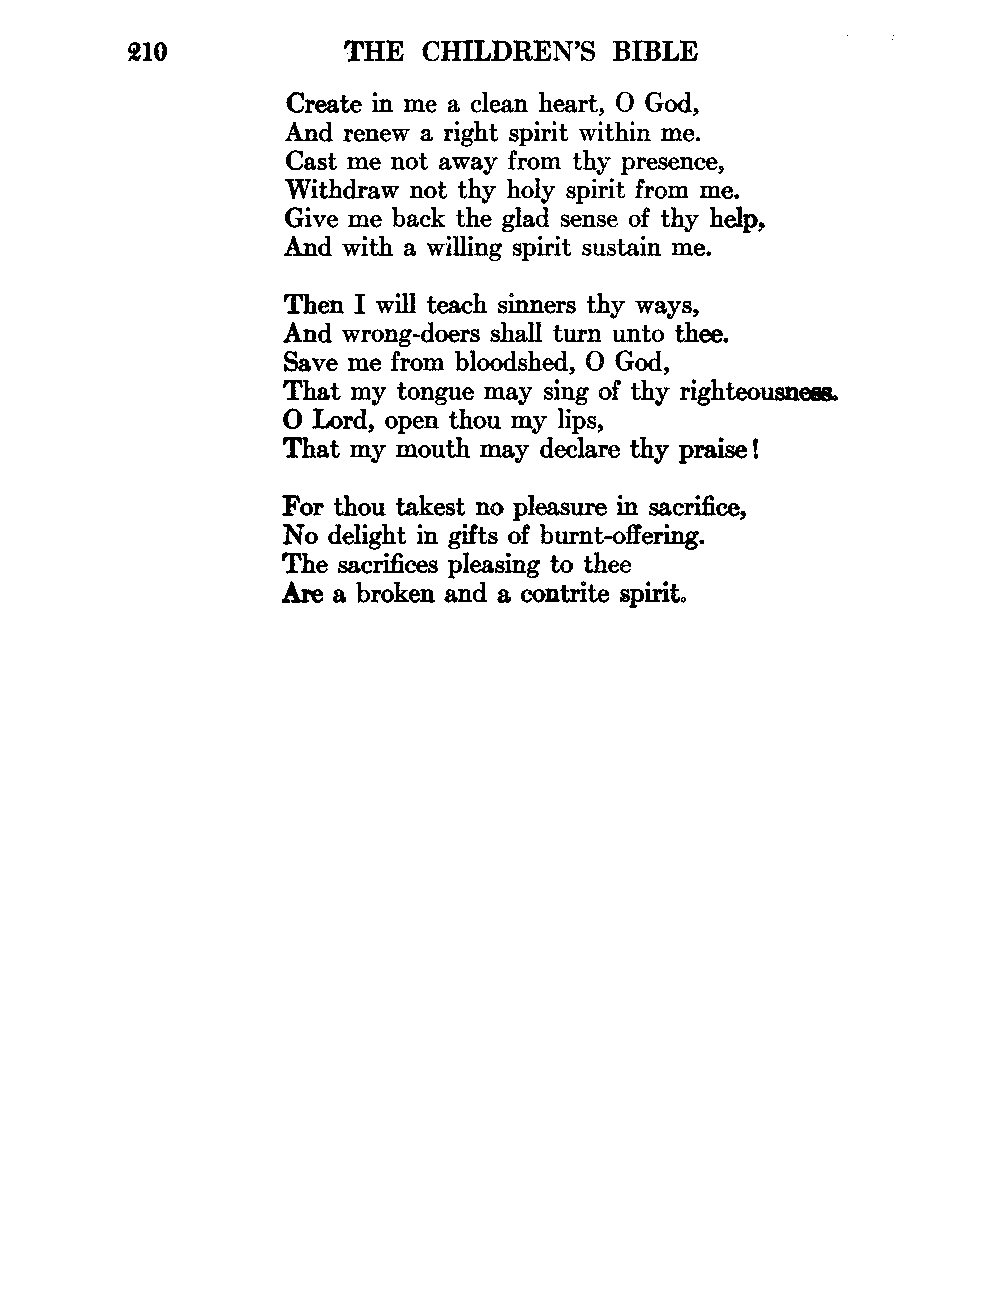 210 THE CHILDREN'S BIBLE
Create in me a clean heart, O God,
And renew a right spirit within me.
Cast me not away from thy presence,
Withdraw not thy holy spirit from me.
Give me back the glad sense of thy help,
And with a willing spirit sustain me.
Then I will teach sinners thy ways,
And wrong-doers shall turn unto thee.
Save me from bloodshed, O God,
That my tongue may sing of thy righteousness.
O Lord, open thou my lips,
That my mouth may declare thy praise!
For thou takest no pleasure in sacrifice,
No delight in gifts of burnt-offering.
The sacrifices pleasing to thee
Are a broken and a contrite spirit.